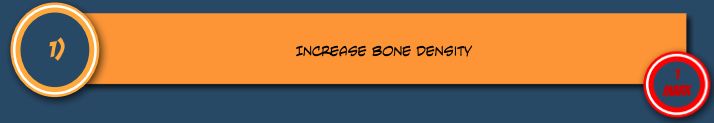 1)
INCREASE BONE DENSITY
1
MARK